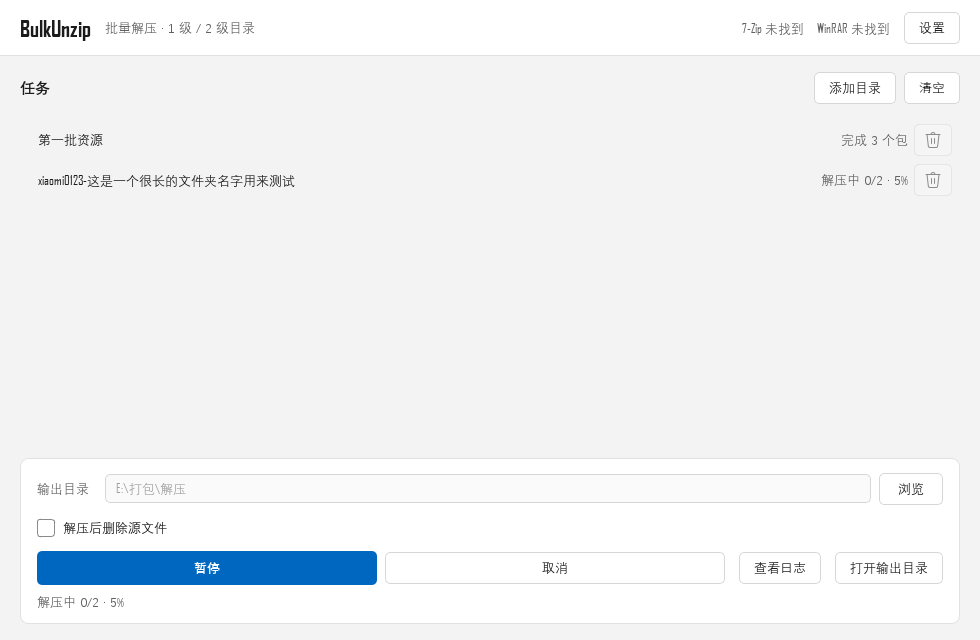 BulkUnzip 批量解压 · 1 级 / 2 级目录 7-Zip 未找到 WinRAR 未找到 设置
任务 添加目录 清空
第一批资源 完成 3 个包
xiaomi0123-这是一个很长的文件夹名字用来测试 解压中 0/2 · 5%
输出目录 E:\打包\解压 浏览
解压后删除源文件
暂停 取消 查看日志 打开输出目录
解压中 0/2 · 5%